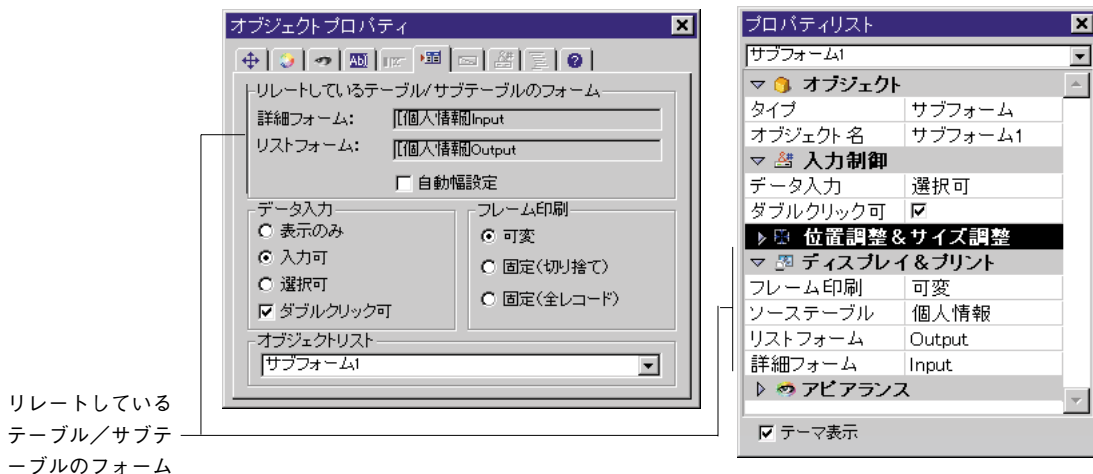 オブジェクトプロパティ
リレートしているテーブル/サブテーブルのフォーム
詳細フォーム: [個人情報]Input
リストフォーム: [個人情報]Output
自動幅設定
データ入力
表示のみ
入力可
選択可
ダブルクリック可
フレーム印刷
可変
固定(切り捨て)
固定(全レコード)
オブジェクトリスト
サブフォーム1
プロパティリスト
サブフォーム1
オブジェクト
タイプ サブフォーム
オブジェクト名 サブフォーム1
入力制御
データ入力 選択可
ダブルクリック可
位置調整&サイズ調整
ディスプレイ&プリント
フレーム印刷 可変
ソーステーブル 個人情報
リストフォーム Output
詳細フォーム Input
アピアランス
テーマ表示
リレートしている
テーブル/サブテ
ーブルのフォーム